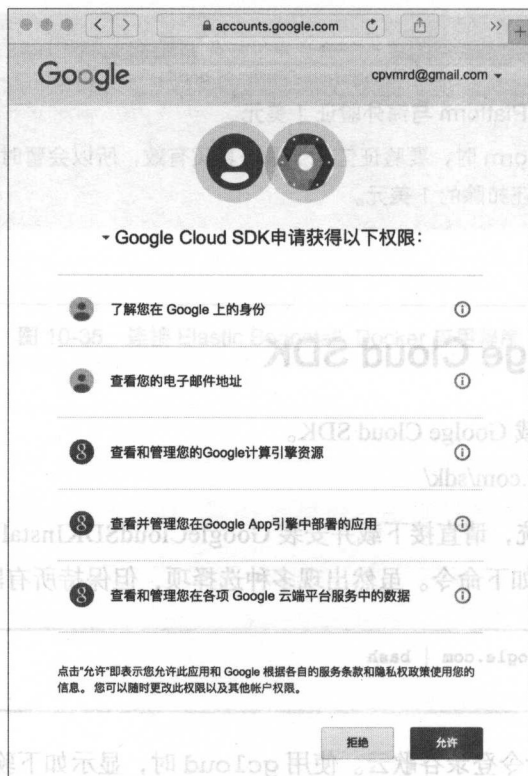 accounts.google.com
Google
cpvmrd@gmail.com
Google Cloud SDK申请获得以下权限：
了解您在 Google 上的身份
查看您的电子邮件地址
查看和管理您的Google计算引擎资源
查看并管理您在Google App引擎中部署的应用
查看和管理您在各项 Google 云端平台服务中的数据
点击“允许”即表示您允许此应用和 Google 根据各自的服务条款和隐私权政策使用您的
信息。 您可以随时更改此权限以及其他帐户权限。
拒绝
允许